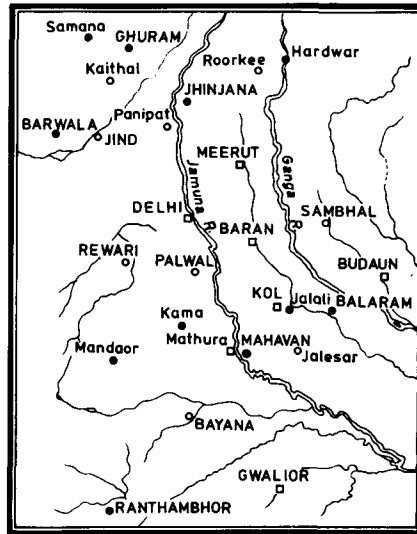 Samana
GHURAM
Kaithal
Roorkee
Hardwar
JHINJANA
Panipat
BARWALA
JIND
MEERUT
Jamuna R.
Ganga R.
DELHI
BARAN
SAMBHAL
REWARI
PALWAL
BUDAUN
KOL
Jalali
BALARAM
Kama
Mathura
MAHAVAN
Jalesar
Mandaor
BAYANA
GWALIOR
RANTHAMBHOR